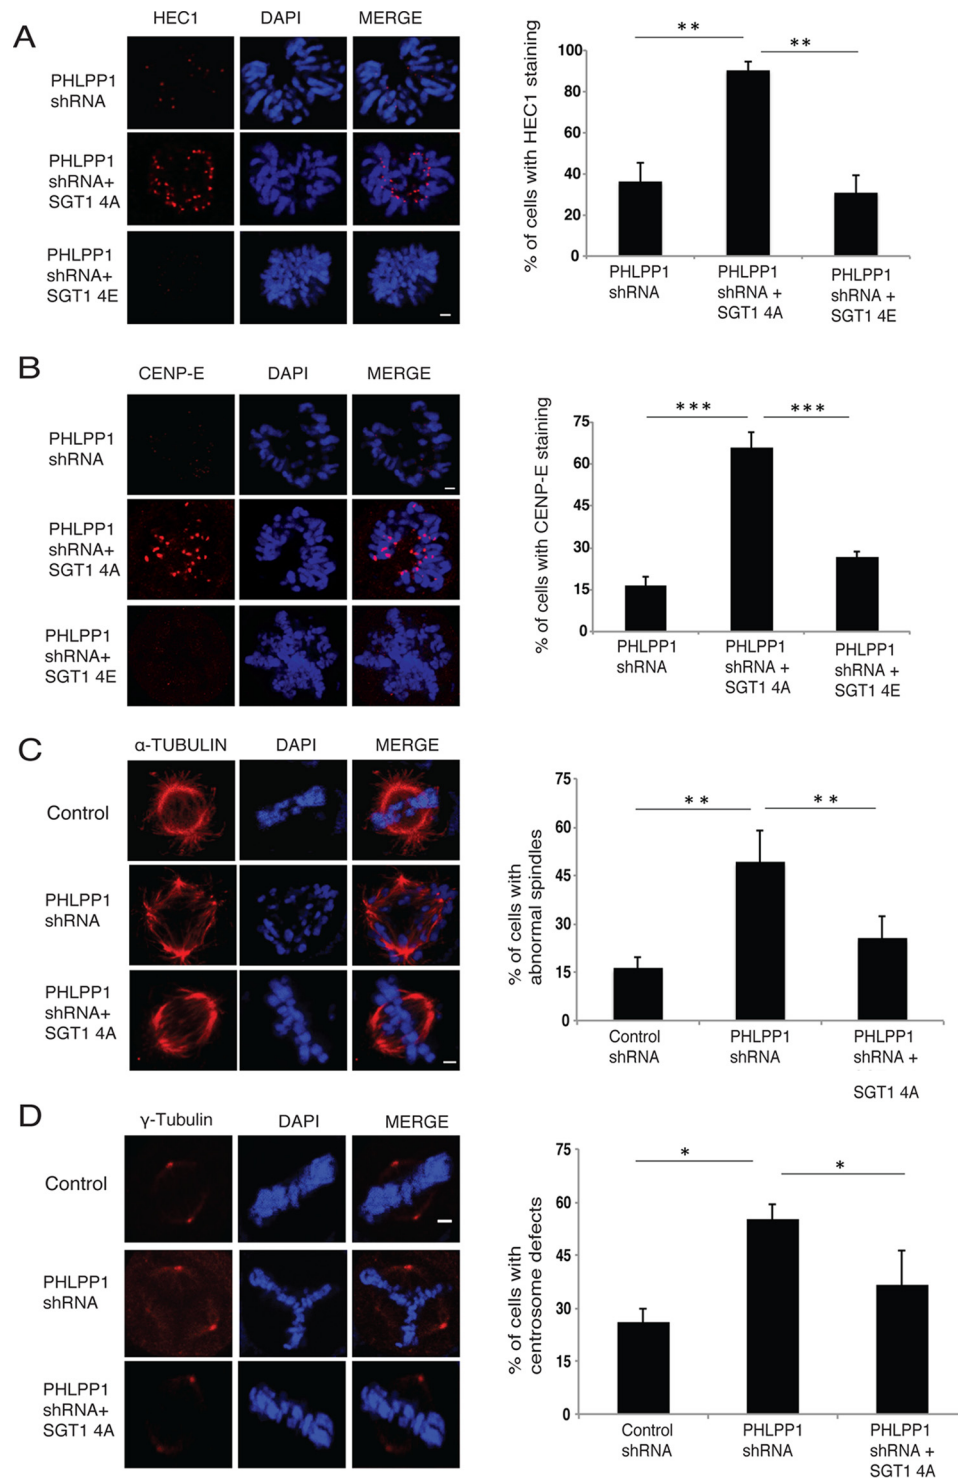 A
HEC1 DAPI MERGE
PHLPP1
shRNA
PHLPP1
shRNA+
SGT1 4A
PHLPP1
shRNA+
SGT1 4E
% of cells with HEC1 staining
100
80
60
40
20
0
** **
PHLPP1
shRNA
PHLPP1
shRNA +
SGT1 4A
PHLPP1
shRNA +
SGT1 4E
B
CENP-E DAPI MERGE
PHLPP1
shRNA
PHLPP1
shRNA+
SGT1 4A
PHLPP1
shRNA+
SGT1 4E
% of cells with CENP-E staining
75
60
45
30
15
0
*** ***
PHLPP1
shRNA
PHLPP1
shRNA +
SGT1 4A
PHLPP1
shRNA +
SGT1 4E
C
α-TUBULIN DAPI MERGE
Control
PHLPP1
shRNA
PHLPP1
shRNA+
SGT1 4A
% of cells with
abnormal spindles
75
60
45
30
15
0
** **
Control
shRNA
PHLPP1
shRNA
PHLPP1
shRNA +
SGT1 4A
D
γ-Tubulin DAPI MERGE
Control
PHLPP1
shRNA
PHLPP1
shRNA+
SGT1 4A
% of cells with
centrosome defects
75
60
45
30
15
0
* *
Control
shRNA
PHLPP1
shRNA
PHLPP1
shRNA +
SGT1 4A